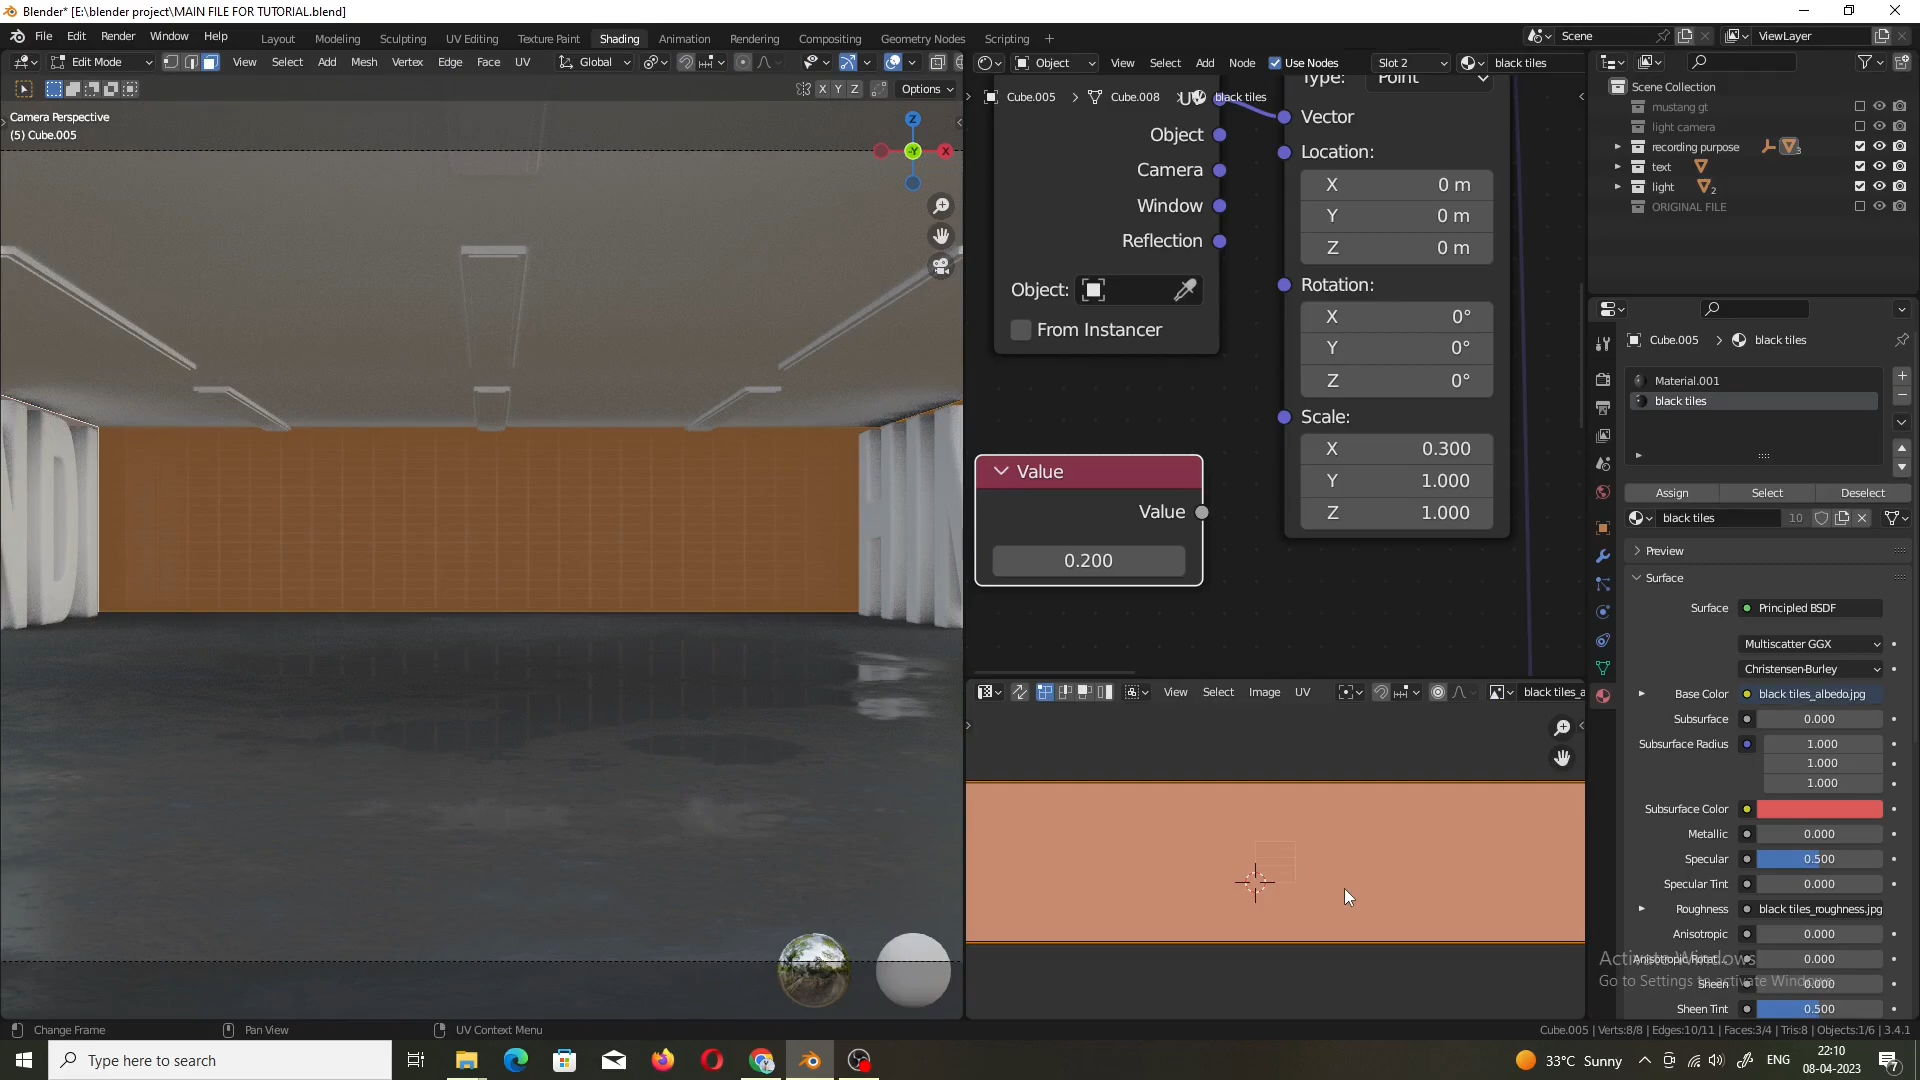 Blender* [E:\blender project\MAIN FILE FOR TUTORIAL.blend]
File Edit Render Window Help Layout Modeling Sculpting UV Editing Texture Paint Shading Animation Rendering Compositing Geometry Nodes Scripting + Scene ViewLayer
Edit Mode View Select Add Mesh Vertex Edge Face UV Global
Object View Select Add Node Use Nodes Slot 2 black tiles
X Y Z Options
Camera Perspective
(5) Cube.005
Z
Y
X
Cube.005 > Cube.008 > black tiles
Type: Point
Vector
Object
Location:
Camera
X 0 m
Window
Y 0 m
Reflection
Z 0 m
Object:
Rotation:
From Instancer
X 0°
Y 0°
Z 0°
Scale:
X 0.300
Y 1.000
Z 1.000
Value
Value
0.200
View Select Image UV black tiles_a
Scene Collection
mustang gt
light camera
recording purpose 3
text
light 2
ORIGINAL FILE
Cube.005 > black tiles
Material.001
black tiles
Assign Select Deselect
black tiles 10
Preview
Surface
Surface Principled BSDF
Multiscatter GGX
Christensen-Burley
Base Color black tiles_albedo.jpg
Subsurface 0.000
Subsurface Radius 1.000
1.000
1.000
Subsurface Color
Metallic 0.000
Specular 0.500
Specular Tint 0.000
Roughness black tiles_roughness.jpg
Anisotropic 0.000
Anisotropic Rotat.. 0.000
Sheen 0.000
Sheen Tint 0.500
Activate Windows
Go to Settings to activate Windows.
Change Frame Pan View UV Context Menu
Cube.005 | Verts:8/8 | Edges:10/11 | Faces:3/4 | Tris:8 | Objects:1/6 | 3.4.1
Type here to search
33°C Sunny ENG
22:10
08-04-2023
7